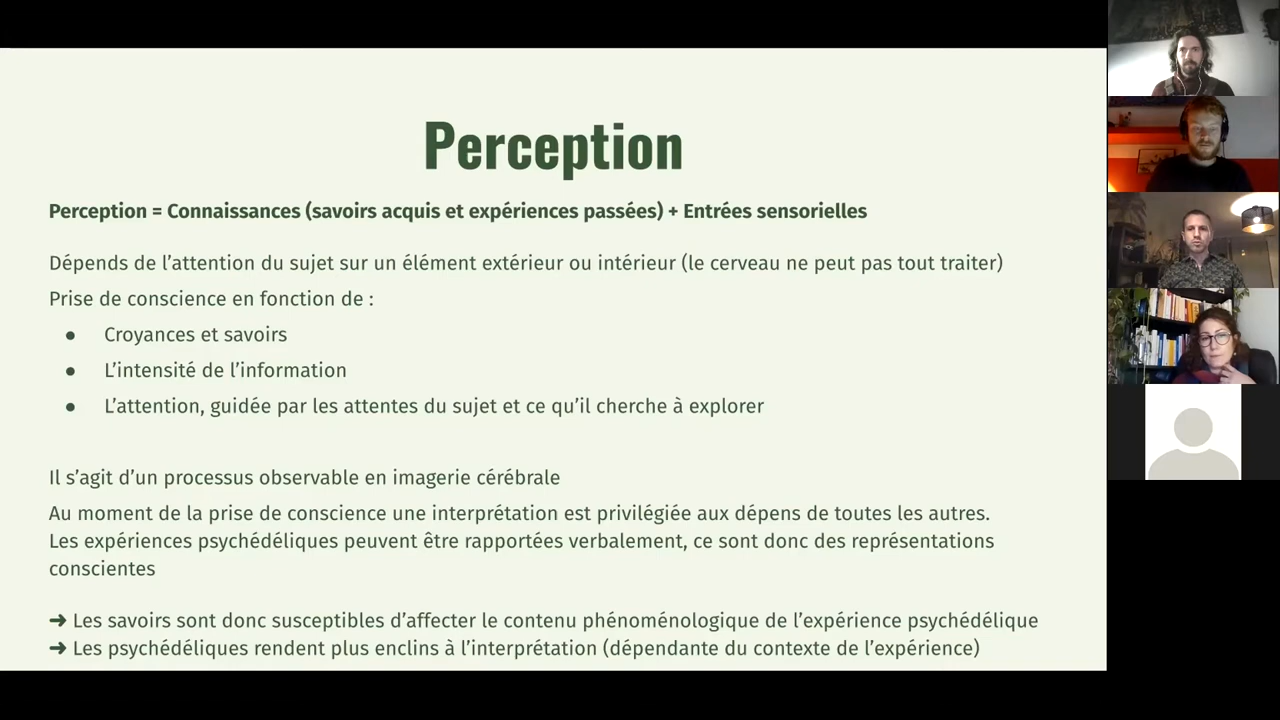 Perception
Perception = Connaissances (savoirs acquis et expériences passées) + Entrées sensorielles
Dépends de l’attention du sujet sur un élément extérieur ou intérieur (le cerveau ne peut pas tout traiter)
Prise de conscience en fonction de :
● Croyances et savoirs
● L’intensité de l’information
● L’attention, guidée par les attentes du sujet et ce qu’il cherche à explorer
Il s’agit d’un processus observable en imagerie cérébrale
Au moment de la prise de conscience une interprétation est privilégiée aux dépens de toutes les autres.
Les expériences psychédéliques peuvent être rapportées verbalement, ce sont donc des représentations
conscientes
➜ Les savoirs sont donc susceptibles d’affecter le contenu phénoménologique de l’expérience psychédélique
➜ Les psychédéliques rendent plus enclins à l’interprétation (dépendante du contexte de l’expérience)